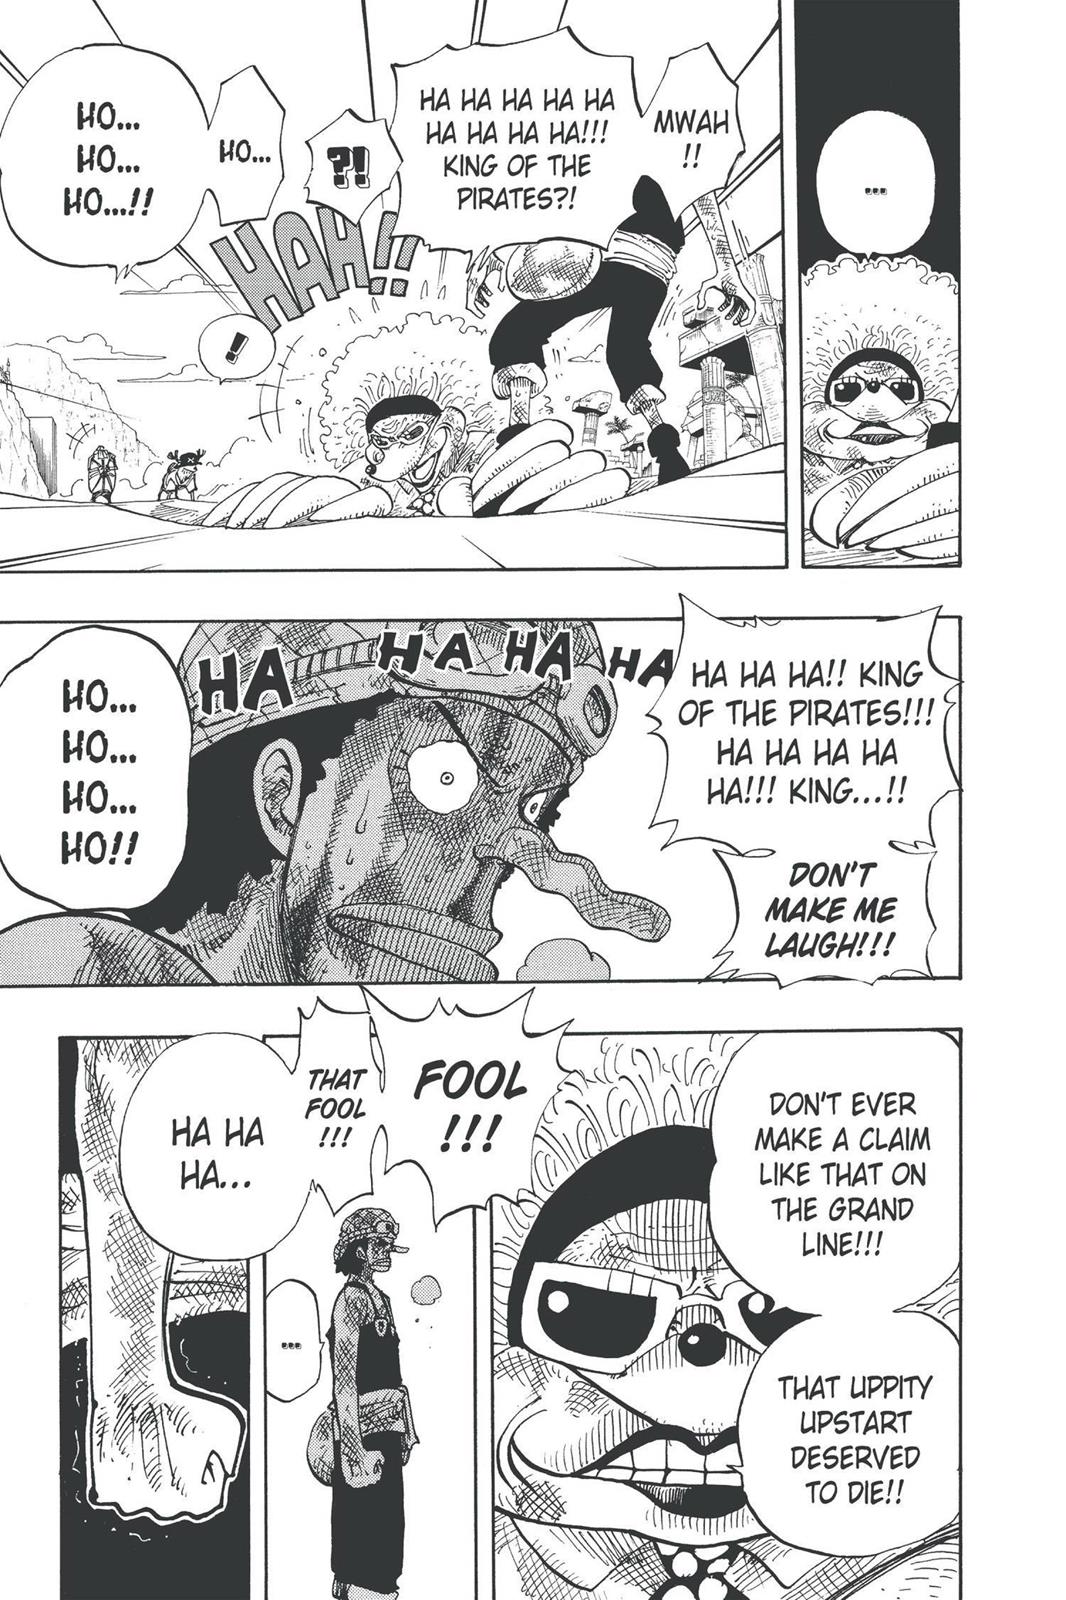 ...
MWAH
!!
HA HA HA HA HA
HA HA HA HA!!!
KING OF THE
PIRATES?!
?!
HO...
HO...
HO...
HO...!!
HAH!!
!
HA HA HA!! KING
OF THE PIRATES!!!
HA HA HA HA
HA!!! KING...!!
DON'T
MAKE ME
LAUGH!!!
HA HA HA HA
HO...
HO...
HO...
HO!!
DON'T EVER
MAKE A CLAIM
LIKE THAT ON
THE GRAND
LINE!!!
THAT UPPITY
UPSTART
DESERVED
TO DIE!!
FOOL
!!!
THAT
FOOL
!!!
...
HA HA
HA...